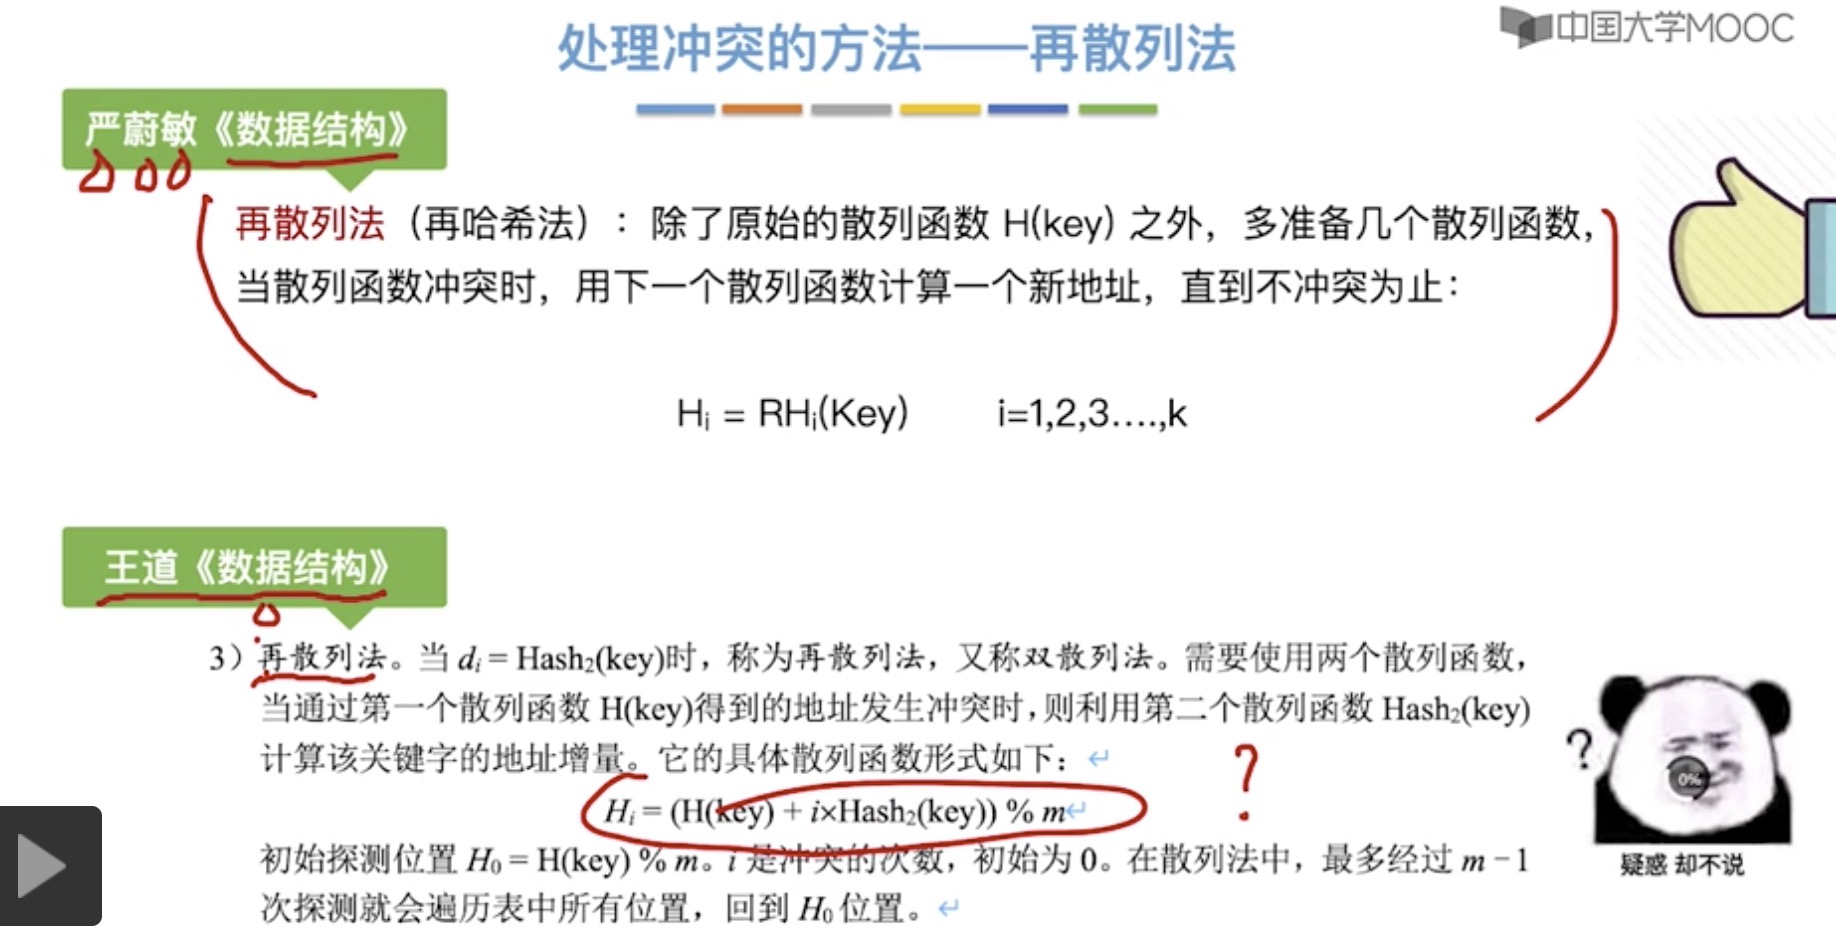 处理冲突的方法——再散列法
中国大学MOOC
严蔚敏《数据结构》
再散列法（再哈希法）：除了原始的散列函数 H(key) 之外，多准备几个散列函数，
当散列函数冲突时，用下一个散列函数计算一个新地址，直到不冲突为止：
Hᵢ = RHᵢ(Key) i=1,2,3....,k
王道《数据结构》
3）再散列法。当 dᵢ = Hash₂(key)时，称为再散列法，又称双散列法。需要使用两个散列函数，
当通过第一个散列函数 H(key)得到的地址发生冲突时，则利用第二个散列函数 Hash₂(key)
计算该关键字的地址增量。它的具体散列函数形式如下：↵
?
?
Hᵢ = (H(key) + i×Hash₂(key)) % m↵
0%
初始探测位置 H₀ = H(key) % m。i 是冲突的次数，初始为 0。在散列法中，最多经过 m − 1
次探测就会遍历表中所有位置，回到 H₀ 位置。↵
疑惑 却不说